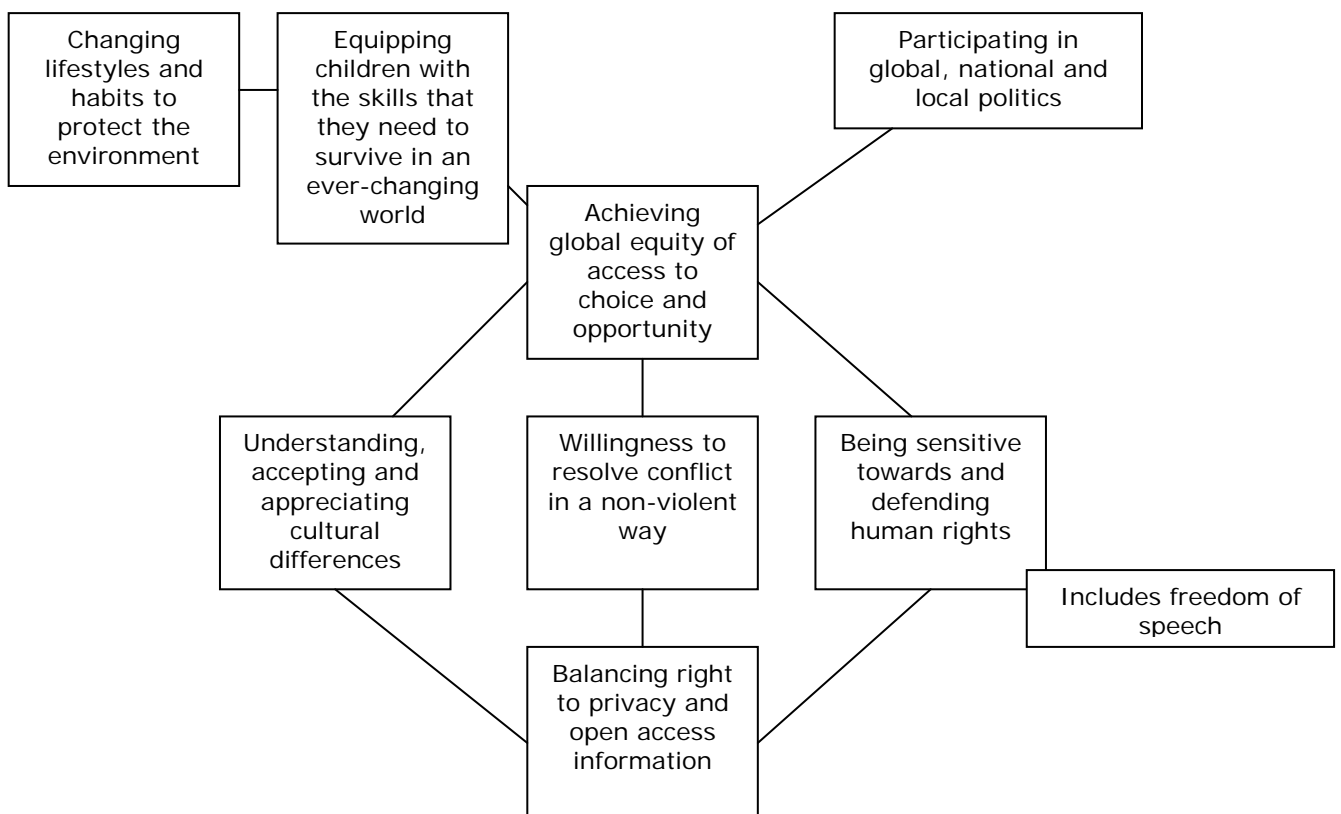 Changing
lifestyles and
habits to
protect the
environment
Equipping
children with
the skills that
they need to
survive in an
ever-changing
world
Participating in
global, national and
local politics
Achieving
global equity of
access to
choice and
opportunity
Understanding,
accepting and
appreciating
cultural
differences
Willingness to
resolve conflict
in a non-violent
way
Being sensitive
towards and
defending
human rights
Includes freedom of
speech
Balancing right
to privacy and
open access
information